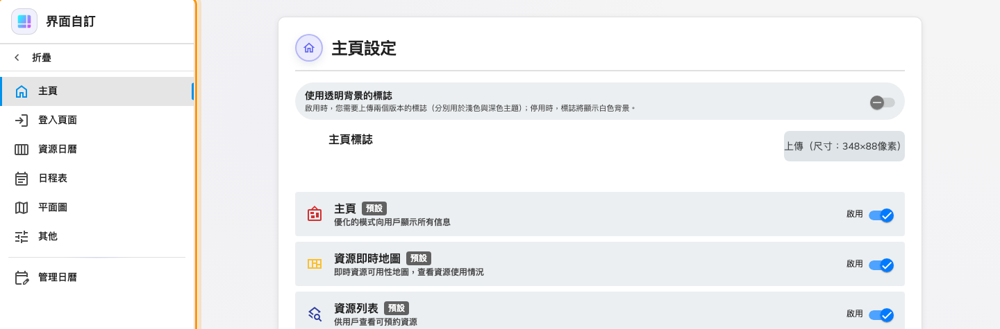 界面自訂
折疊
主頁
登入頁面
資源日曆
日程表
平面圖
其他
管理日曆
主頁設定
使用透明背景的標誌
啟用時，您需要上傳兩個版本的標誌（分別用於淺色與深色主題）；停用時，標誌將顯示白色背景。
主頁標誌
上傳（尺寸：348×88像素）
主頁 預設
優化的模式向用戶顯示所有信息
啟用
資源即時地圖 預設
即時資源可用性地圖，查看資源使用情況
啟用
資源列表 預設
供用戶查看可預約資源
啟用